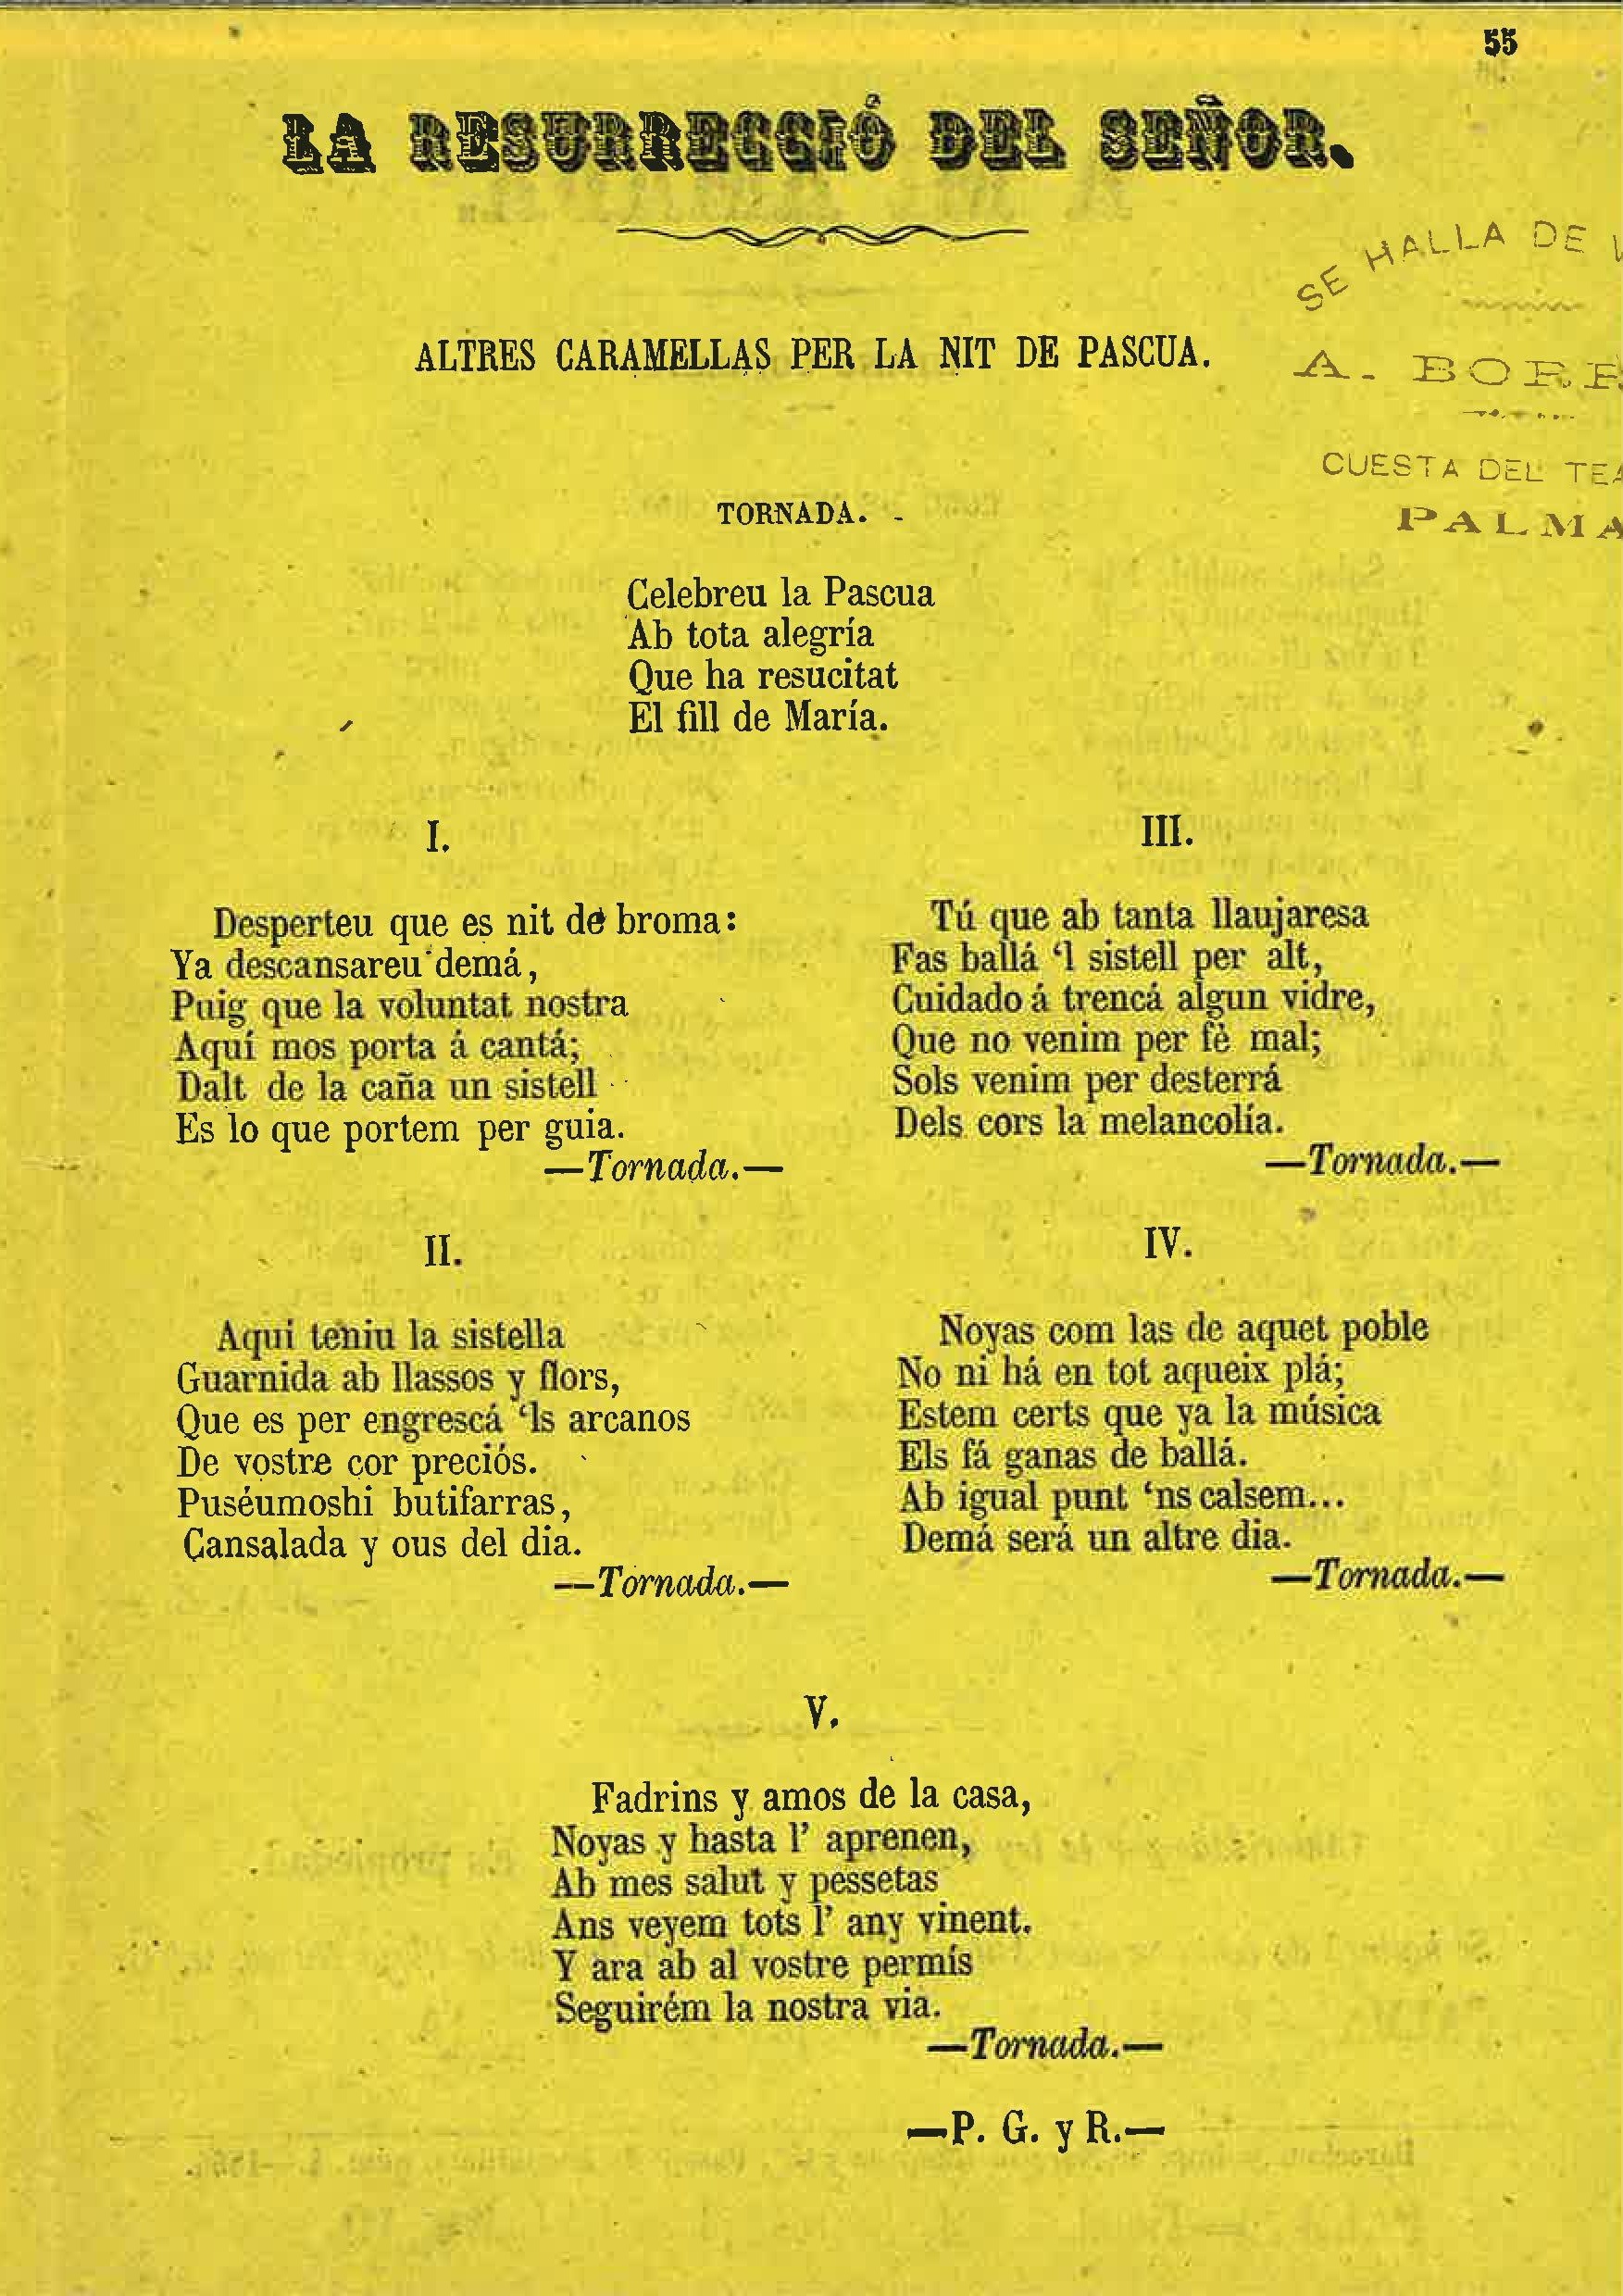 55
LA RESURRECCIÓ DEL SEÑOR.
SE HALLA DE
A. BORR
CUESTA DEL TEA
PALMA
ALTRES CARAMELLAS PER LA NIT DE PASCUA.
TORNADA.
Celebreu la Pascua
Ab tota alegría
Que ha resucitat
El fill de María.
I.
Desperteu que es nit de broma:
Ya descansareu demá,
Puig que la voluntat nostra
Aquí mos porta á cantá;
Dalt de la caña un sistell
Es lo que portem per guia.
—Tornada.—
II.
Aquí teniu la sistella
Guarnida ab llassos y flors,
Que es per engrescá ‘ls arcanos
De vostre cor preciós.
Puséumoshi butifarras,
Cansalada y ous del dia.
—Tornada.—
III.
Tú que ab tanta llaujaresa
Fas ballá ‘l sistell per alt,
Cuidado á trencá algun vidre,
Que no venim per fè mal;
Sols venim per desterrá
Dels cors la melancolía.
—Tornada.—
IV.
Noyas com las de aquet poble
No ni há en tot aqueix plá;
Estem certs que ya la música
Els fá ganas de ballá.
Ab igual punt ‘ns calsem...
Demá será un altre dia.
—Tornada.—
V.
Fadrins y amos de la casa,
Noyas y hasta l’ aprenen,
Ab mes salut y pessetas
Ans veyem tots l’ any vinent.
Y ara ab al vostre permís
Seguirém la nostra via.
—Tornada.—
—P. G. y R.—